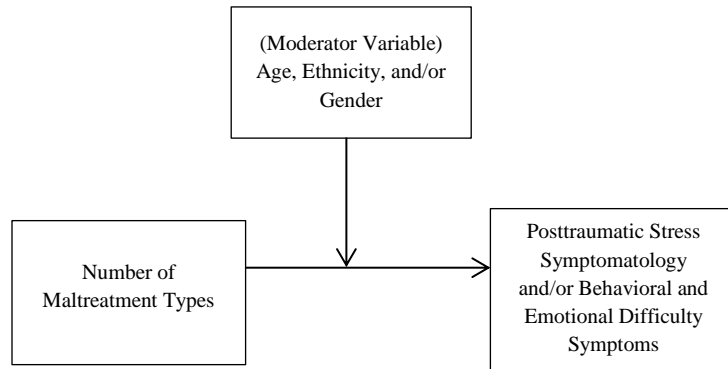 (Moderator Variable)
Age, Ethnicity, and/or
Gender
Number of
Maltreatment Types
Posttraumatic Stress
Symptomatology
and/or Behavioral and
Emotional Difficulty
Symptoms